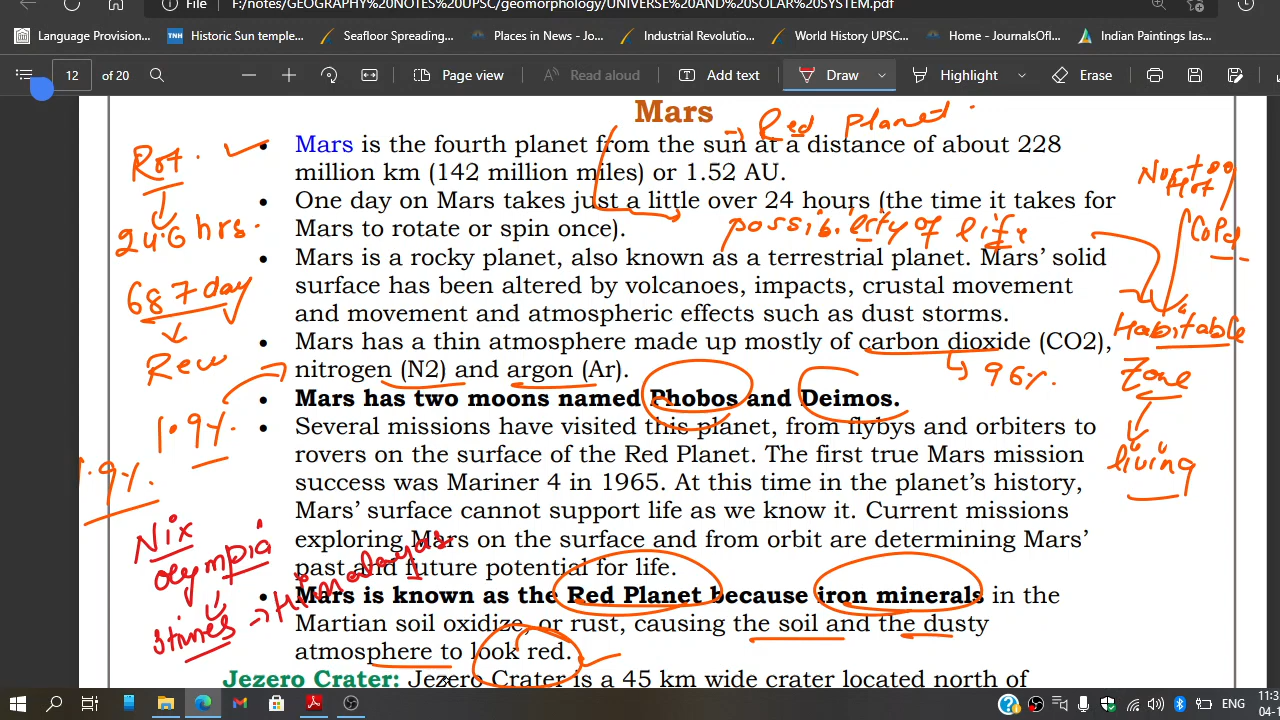 File F:/notes/GEOGRAPHY%20NOTES%20UPSC/geomorphology/UNIVERSE%20AND%20SOLAR%20SYSTEM.pdf
Language Provision... Historic Sun temple... Seafloor Spreading... Places in News - Jo... Industrial Revolutio... World History UPSC... Home - JournalsOfI... Indian Paintings las...
12 of 20 Page view Read aloud Add text Draw Highlight Erase
Mars
→ Red Planet
• Mars is the fourth planet from the sun at a distance of about 228
million km (142 million miles) or 1.52 AU.
• One day on Mars takes just a little over 24 hours (the time it takes for
Mars to rotate or spin once).
possibility of life
• Mars is a rocky planet, also known as a terrestrial planet. Mars’ solid
surface has been altered by volcanoes, impacts, crustal movement
and movement and atmospheric effects such as dust storms.
• Mars has a thin atmosphere made up mostly of carbon dioxide (CO2),
nitrogen (N2) and argon (Ar).
96%
• Mars has two moons named Phobos and Deimos.
• Several missions have visited this planet, from flybys and orbiters to
rovers on the surface of the Red Planet. The first true Mars mission
success was Mariner 4 in 1965. At this time in the planet’s history,
Mars’ surface cannot support life as we know it. Current missions
exploring Mars on the surface and from orbit are determining Mars’
past and future potential for life.
• Mars is known as the Red Planet because iron minerals in the
Martian soil oxidize, or rust, causing the soil and the dusty
atmosphere to look red.
Jezero Crater: Jezero Crater is a 45 km wide crater located north of
Rot.
24.6 hrs.
687 day
Rev
1.9%
1.9%
Nix
Olympia
3 times → Himalayas
Not too
Hot
Cold
Habitable
Zone
living
ENG
11:3
04-1